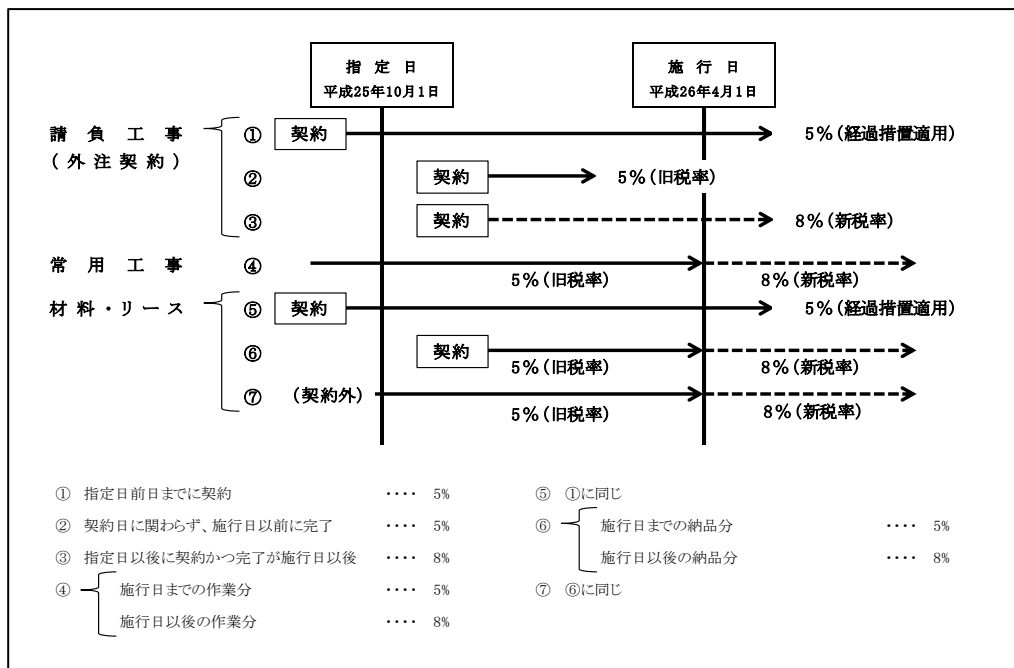 指 定 日
平成25年10月1日
施 行 日
平成26年4月1日
請 負 工 事
( 外 注 契 約 )
① 契約 5%(経過措置適用)
② 契約 5%(旧税率)
③ 契約 8%(新税率)
常 用 工 事 ④ 5%(旧税率) 8%(新税率)
材 料 ・ リ ー ス ⑤ 契約 5%(経過措置適用)
⑥ 契約 5%(旧税率) 8%(新税率)
⑦ (契約外) 5%(旧税率) 8%(新税率)
① 指定日前日までに契約 ・・・・ 5%
② 契約日に関わらず、施行日以前に完了 ・・・・ 5%
③ 指定日以後に契約かつ完了が施行日以後 ・・・・ 8%
④ 施行日までの作業分 ・・・・ 5%
施行日以後の作業分 ・・・・ 8%
⑤ ①に同じ
⑥ 施行日までの納品分 ・・・・ 5%
施行日以後の納品分 ・・・・ 8%
⑦ ⑥に同じ